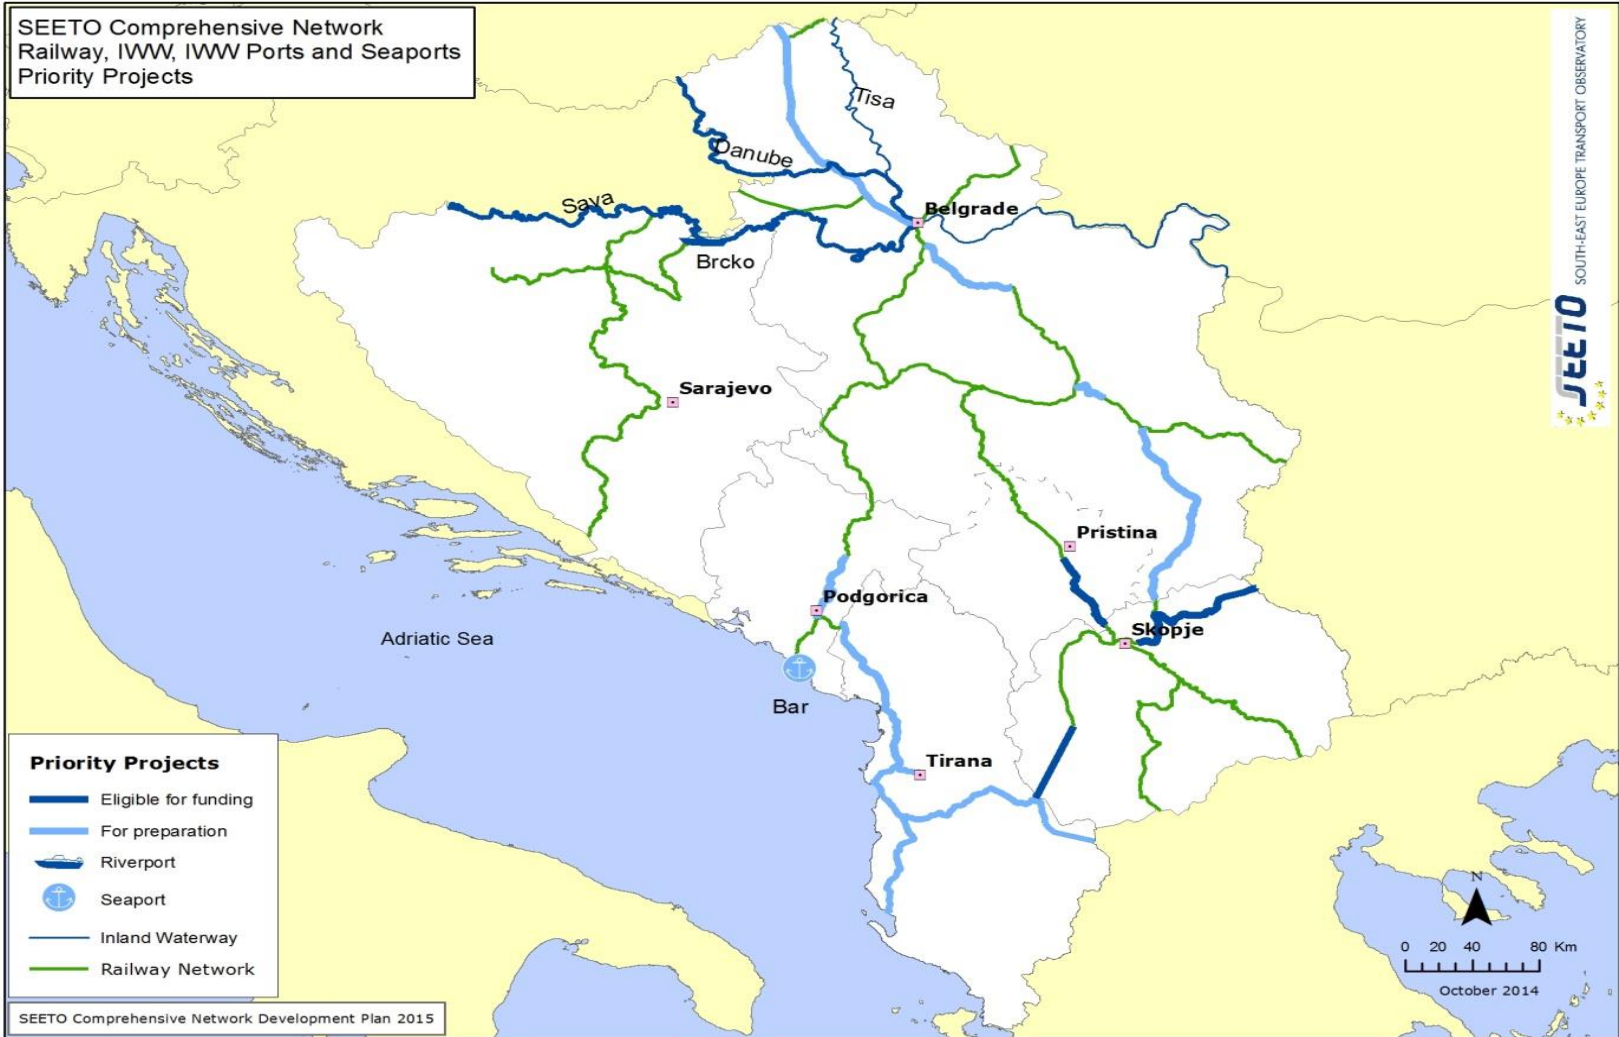 SEETO Comprehensive Network
Railway, IWW, IWW Ports and Seaports
Priority Projects
SOUTH-EAST EUROPE TRANSPORT OBSERVATORY
SEETO
Tisa
Danube
Sava
Belgrade
Brcko
Sarajevo
Pristina
Podgorica
Skopje
Adriatic Sea
Bar
Tirana
Priority Projects
Eligible for funding
For preparation
Riverport
Seaport
Inland Waterway
Railway Network
N
0 20 40 80 Km
October 2014
SEETO Comprehensive Network Development Plan 2015